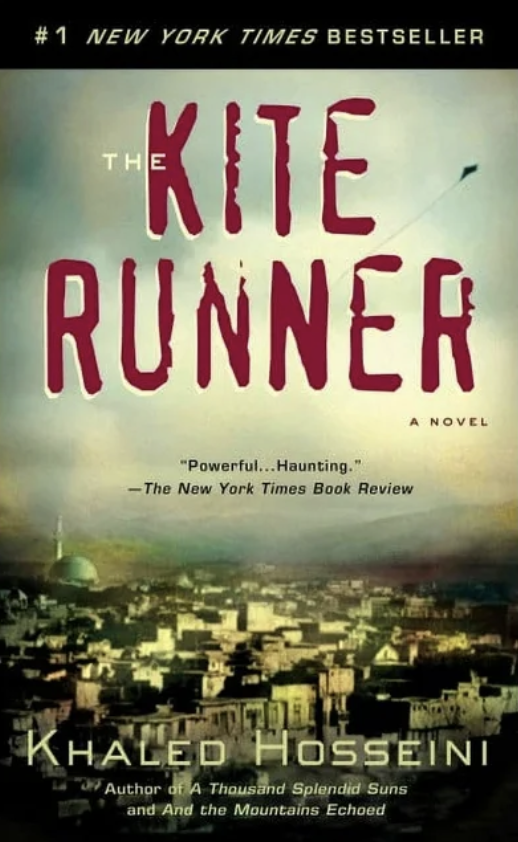 #1 NEW YORK TIMES BESTSELLER
THE KITE
RUNNER
A NOVEL
"Powerful...Haunting."
—The New York Times Book Review
KHALED HOSSEINI
Author of A Thousand Splendid Suns
and And the Mountains Echoed